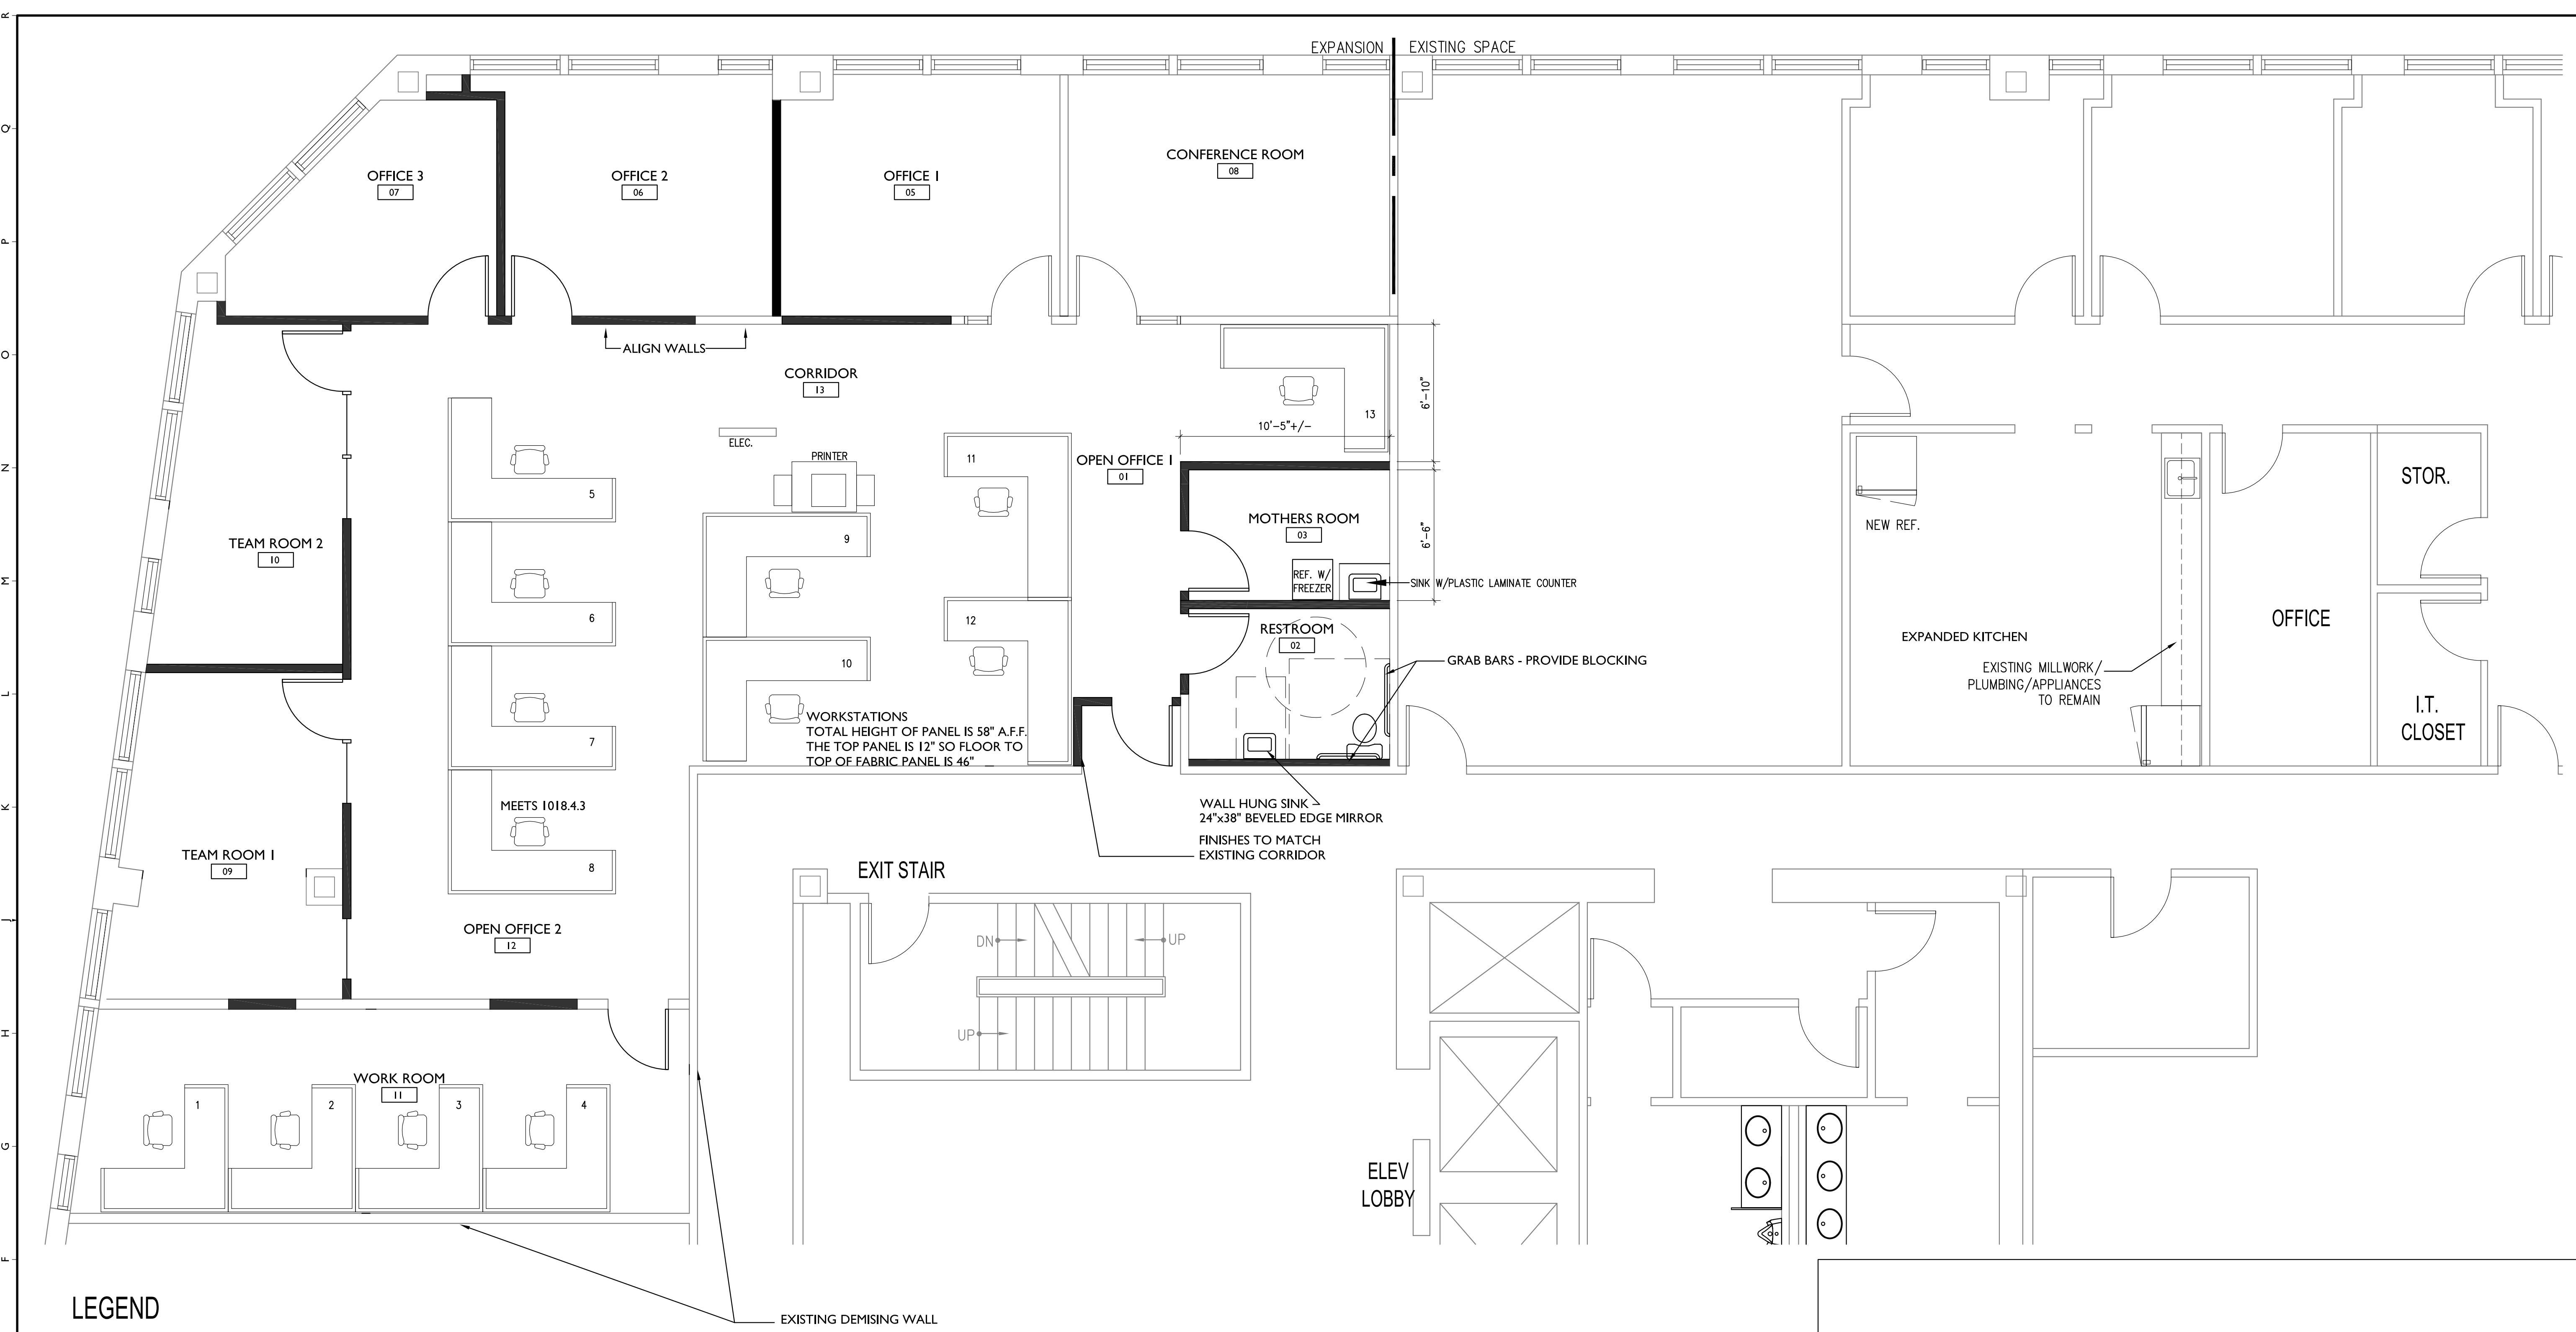 R
EXPANSION
EXISTING SPACE
Q
OFFICE 3
07
OFFICE 2
06
OFFICE 1
05
CONFERENCE ROOM
08
P
O
ALIGN WALLS
CORRIDOR
13
6'-10"
13
10'-5"+/-
ELEC.
PRINTER
11
OPEN OFFICE 1
01
N
5
STOR.
NEW REF.
MOTHERS ROOM
03
6'-6"
9
TEAM ROOM 2
10
M
REF. W/
FREEZER
SINK W/PLASTIC LAMINATE COUNTER
6
12
RESTROOM
02
OFFICE
EXPANDED KITCHEN
10
GRAB BARS - PROVIDE BLOCKING
EXISTING MILLWORK/
PLUMBING/APPLIANCES
TO REMAIN
L
I.T.
CLOSET
WORKSTATIONS
TOTAL HEIGHT OF PANEL IS 58" A.F.F.
THE TOP PANEL IS 12" SO FLOOR TO
TOP OF FABRIC PANEL IS 46"
7
K
MEETS 1018.4.3
WALL HUNG SINK
24"x38" BEVELED EDGE MIRROR
FINISHES TO MATCH
EXISTING CORRIDOR
TEAM ROOM 1
09
8
EXIT STAIR
J
OPEN OFFICE 2
12
DN
UP
H
UP
WORK ROOM
11
1
2
3
4
G
ELEV
LOBBY
F
LEGEND
EXISTING DEMISING WALL